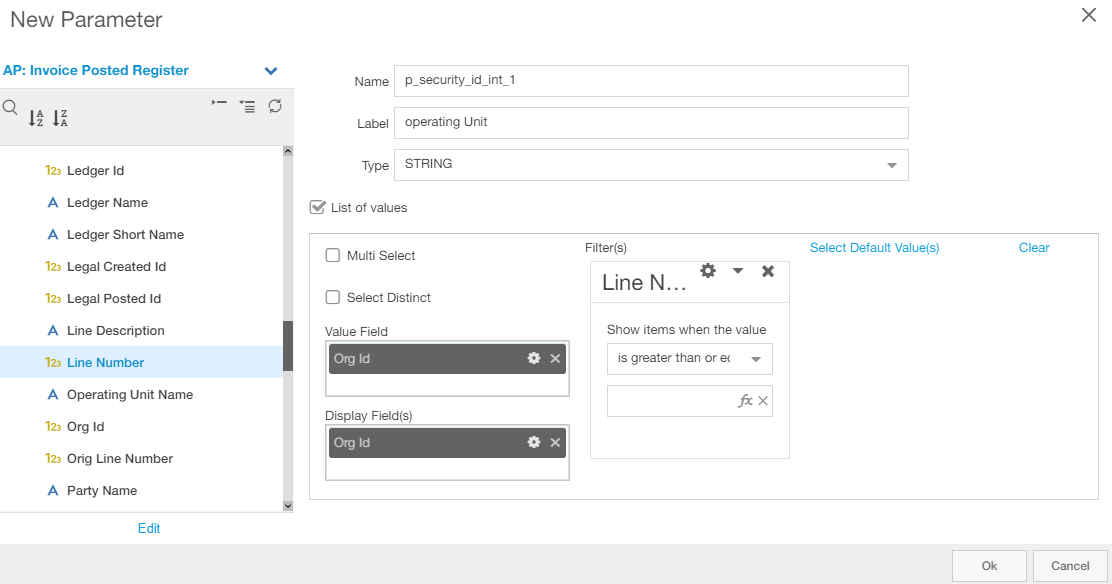 New Parameter
AP: Invoice Posted Register
123 Ledger Id
A Ledger Name
A Ledger Short Name
123 Legal Created Id
123 Legal Posted Id
A Line Description
123 Line Number
A Operating Unit Name
123 Org Id
123 Orig Line Number
A Party Name
Edit
Name p_security_id_int_1
Label operating Unit
Type STRING
List of values
Multi Select
Select Distinct
Value Field
Org Id
Display Field(s)
Org Id
Filter(s)
Line N...
Show items when the value
is greater than or ec
fx
Select Default Value(s)
Clear
Ok
Cancel